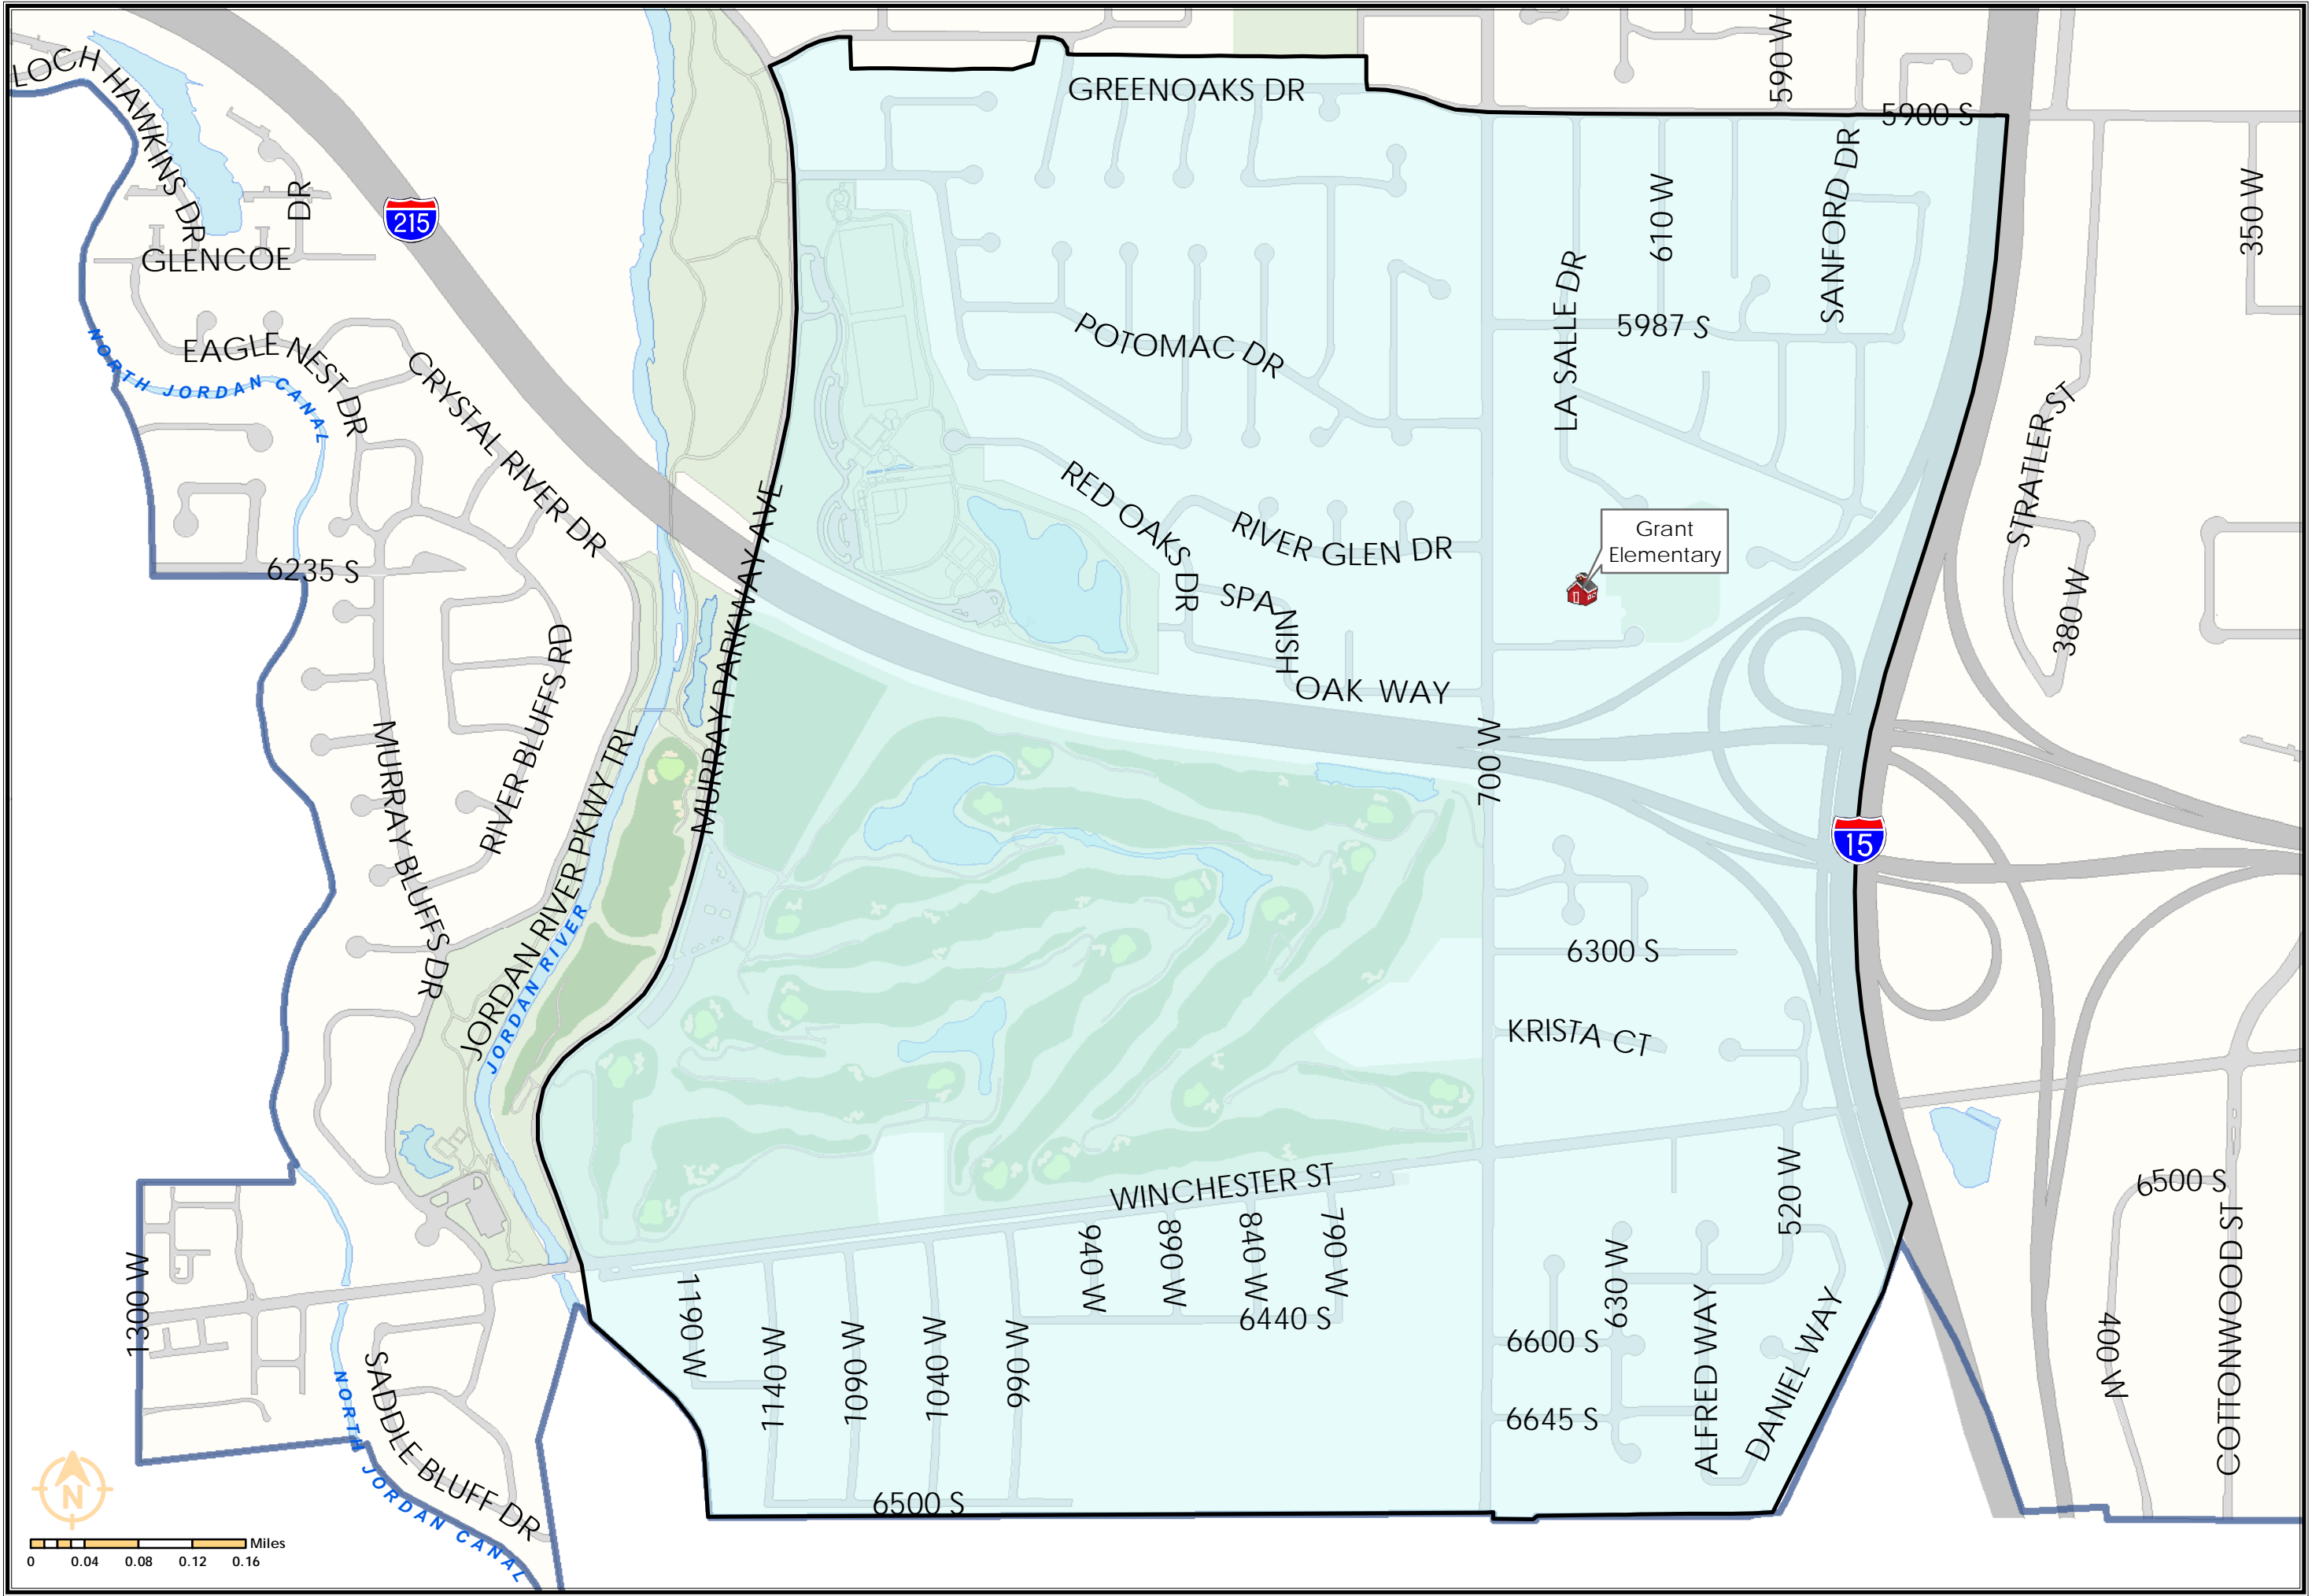 LOCH HAWKINS DR
590 W
GREENOAKS DR
5900 S
DR
215
350 W
SANFORD DR
610 W
GLENCOE
LA SALLE DR
5987 S
EAGLE NEST DR
POTOMAC DR
NORTH JORDAN CANAL
CRYSTAL RIVER DR
STRATLER ST
RED OAKS DR
RIVER GLEN DR
Grant
Elementary
6235 S
MURRAY PARKWAY AVE
SPANISH
OAK WAY
380 W
RIVER BLUFFS RD
700 W
MURRAY BLUFFS DR
JORDAN RIVER PKWY TRL
15
JORDAN RIVER
6300 S
KRISTA CT
WINCHESTER ST
520 W
6500 S
940 W
890 W
840 W
790 W
630 W
1300 W
1190 W
6440 S
6600 S
1140 W
1090 W
1040 W
990 W
ALFRED WAY
DANIEL WAY
400 W
COTTONWOOD ST
6645 S
SADDLE BLUFF DR
NORTH JORDAN CANAL
6500 S
N
Miles
0 0.04 0.08 0.12 0.16